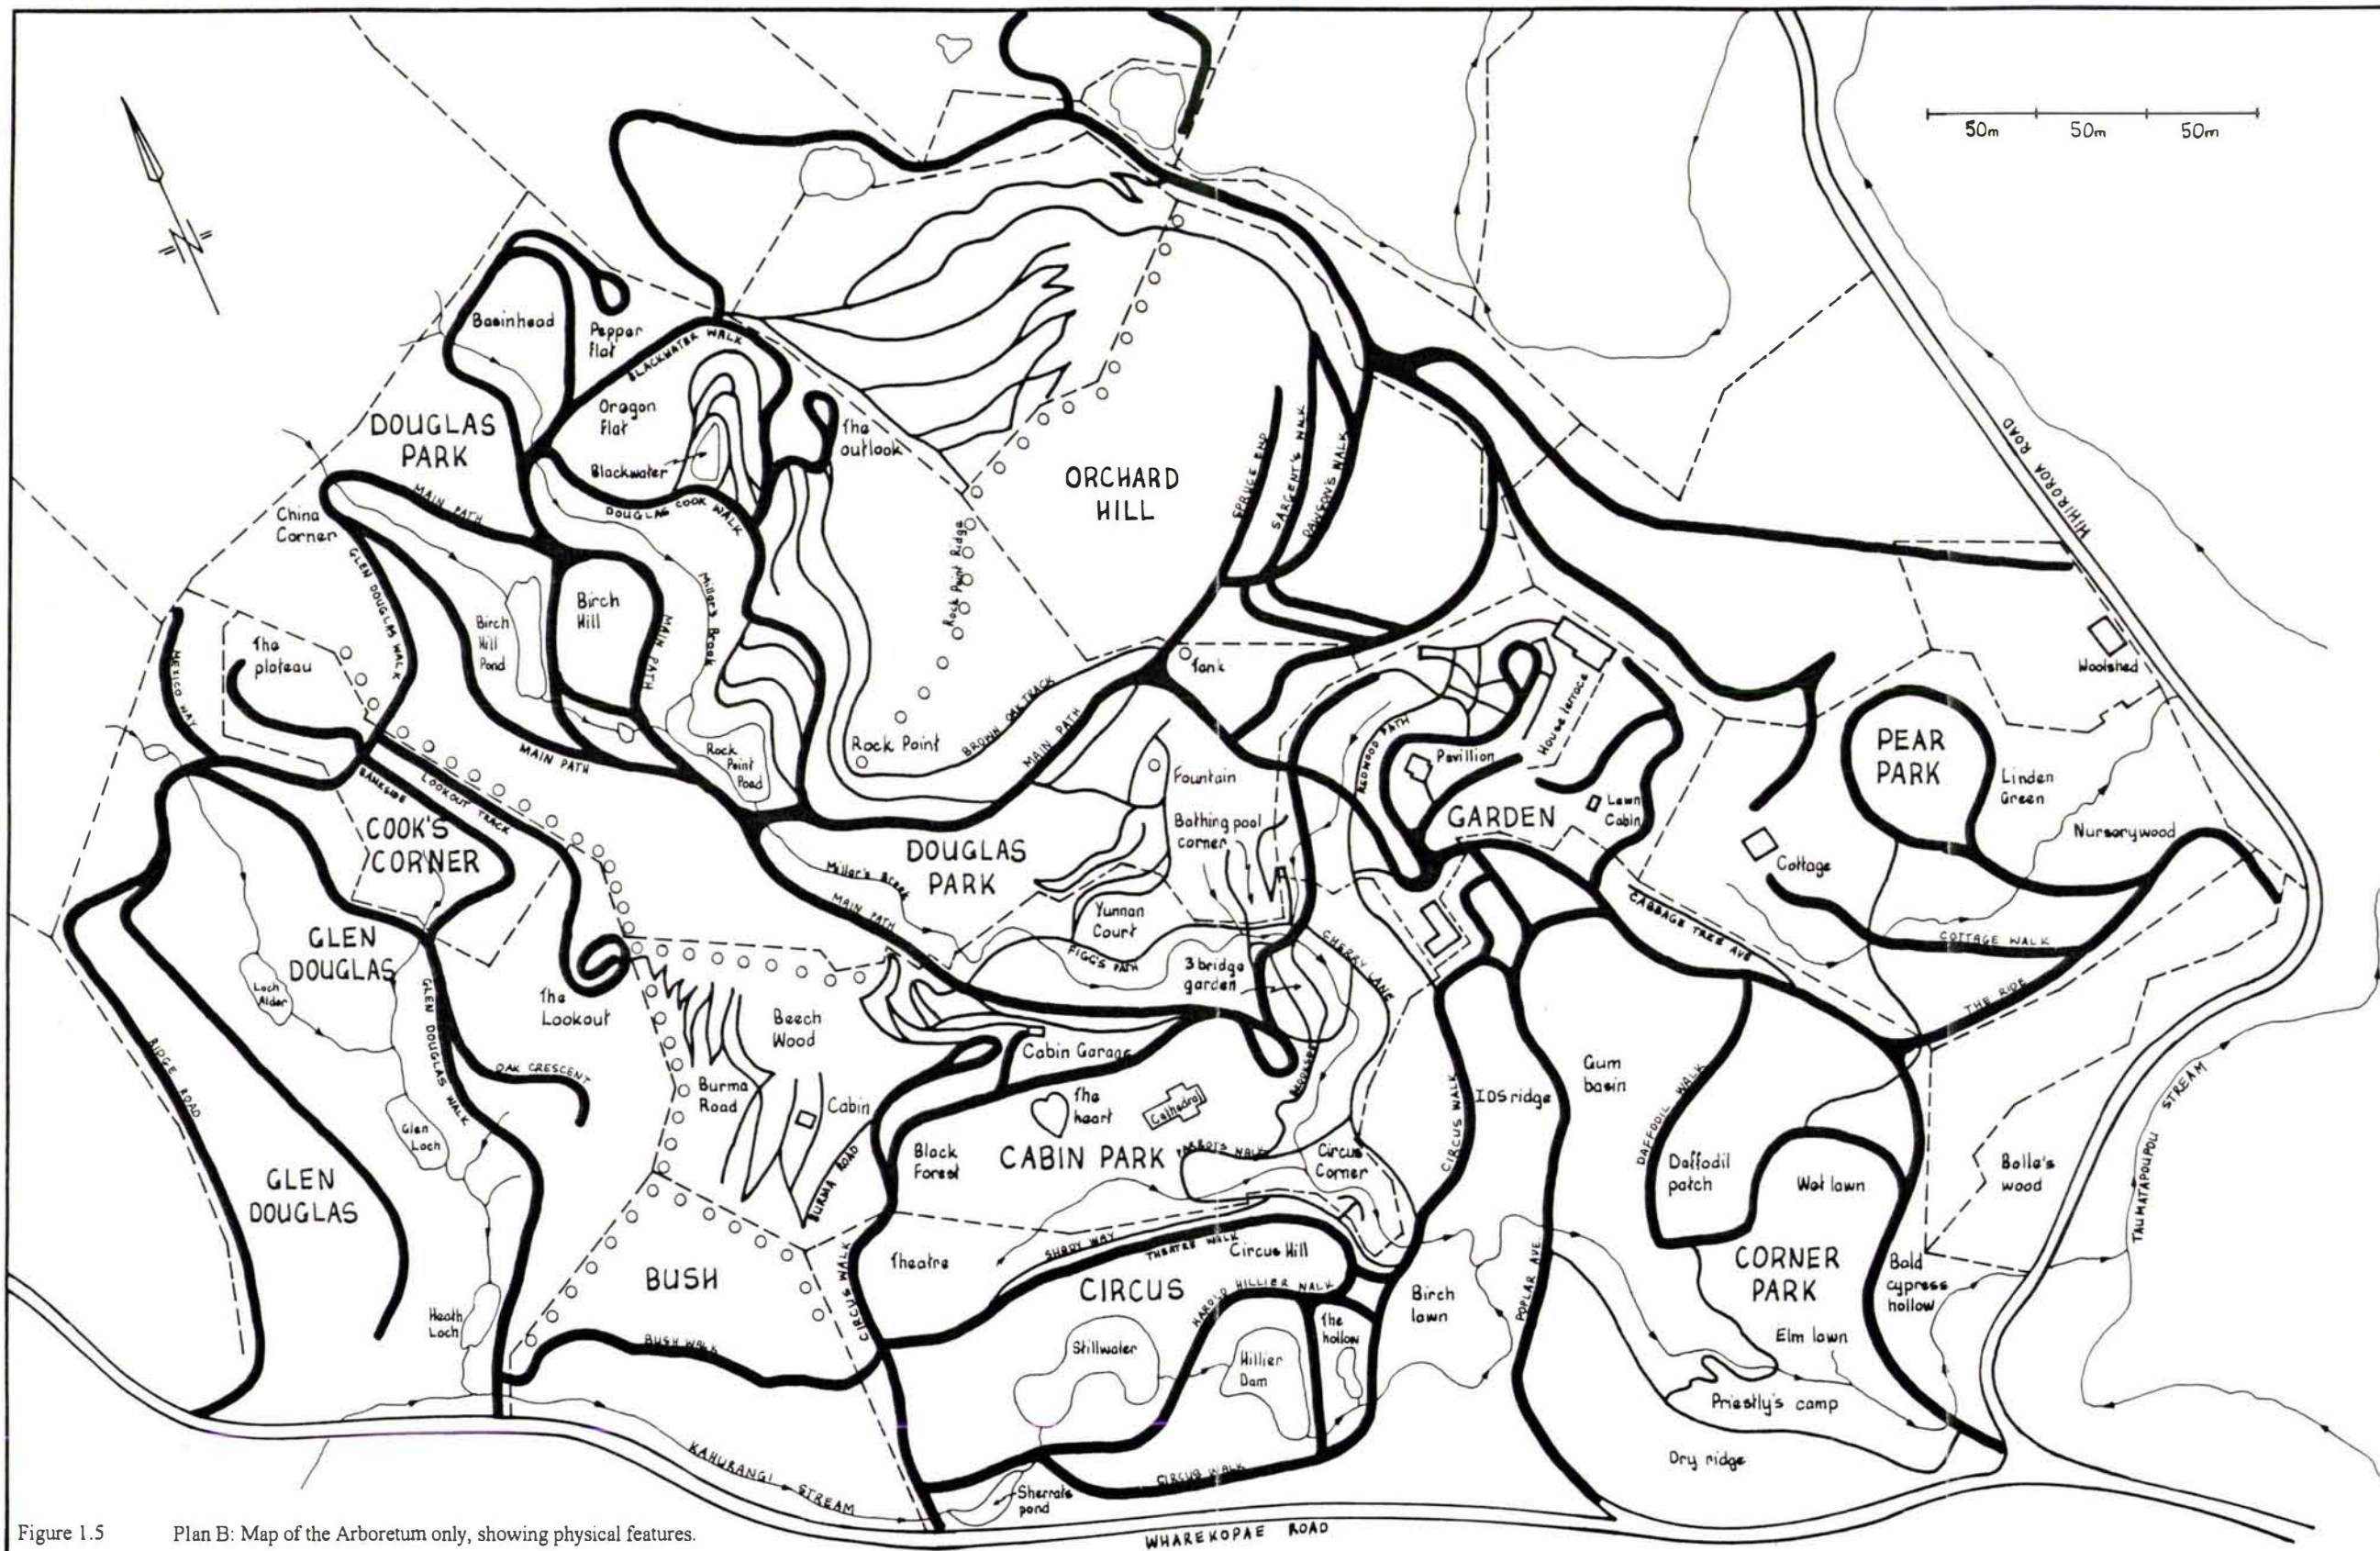 50m 50m 50m
HIHIROROA ROAD
Basinhead
Pepper
flat
BLACKWATER WALK
DOUGLAS
PARK
Oregon
flat
The
outlook
Blackwater
MAIN PATH
DOUGLAS COOK WALK
ORCHARD
HILL
SPRUCE END
SARGENT'S WALK
DAWSON'S WALK
China
Corner
GLEN DOUGLAS WALK
Rock Point Ridge
Birch
Hill
Birch
Hill
Pond
MAIN PATH
Millar's Brook
The
plateau
MEXICO WAY
Tank
Woolshed
House terrace
REDWOOD PATH
Pavillion
PEAR
PARK
Linden
Green
BROWN OAK TRACK
MAIN PATH
Rock Point
Rock
Point
Pond
MAIN PATH
BANKSIDE
LOOKOUT TRACK
Fountain
GARDEN
Lawn
Cabin
Nurserywood
Cottage
COOK'S
CORNER
Bathing pool
corner
DOUGLAS
PARK
Millar's Brook
MAIN PATH
Yunnan
Court
FIGG'S PATH
CHERRY LANE
CABBAGE TREE AVE
COTTAGE WALK
THE RIDE
GLEN
DOUGLAS
Loch
Alder
GLEN DOUGLAS WALK
The
Lookout
3 bridge
garden
Beech
Wood
Cabin Garage
RIDGE ROAD
OAK CRESCENT
Burma
Road
Cabin
The
heart
Cathedral
BROOKSPEY
CIRCUS WALK
IDS ridge
Gum
basin
DAFFODIL WALK
TAUMATAPOUPOU STREAM
Glen
Loch
BURMA ROAD
Black
Forest
CABIN PARK
ABBOTS WALK
Circus
Corner
Daffodil
patch
Wet lawn
Bolla's
wood
GLEN
DOUGLAS
BUSH
CIRCUS WALK
Theatre
SHADY WAY
THEATRE WALK
Circus Hill
CIRCUS
HAROLD HILLIER WALK
POPLAR AVE
Birch
lawn
CORNER
PARK
Bald
cypress
hollow
Heath
Loch
BUSH WALK
Stillwater
Hillier
Dam
The
hollow
Elm lawn
Priestly's camp
Dry ridge
KAHURANGI STREAM
CIRCUS WALK
Sherrats
pond
WHAREKOPAE ROAD
Figure 1.5 Plan B: Map of the Arboretum only, showing physical features.